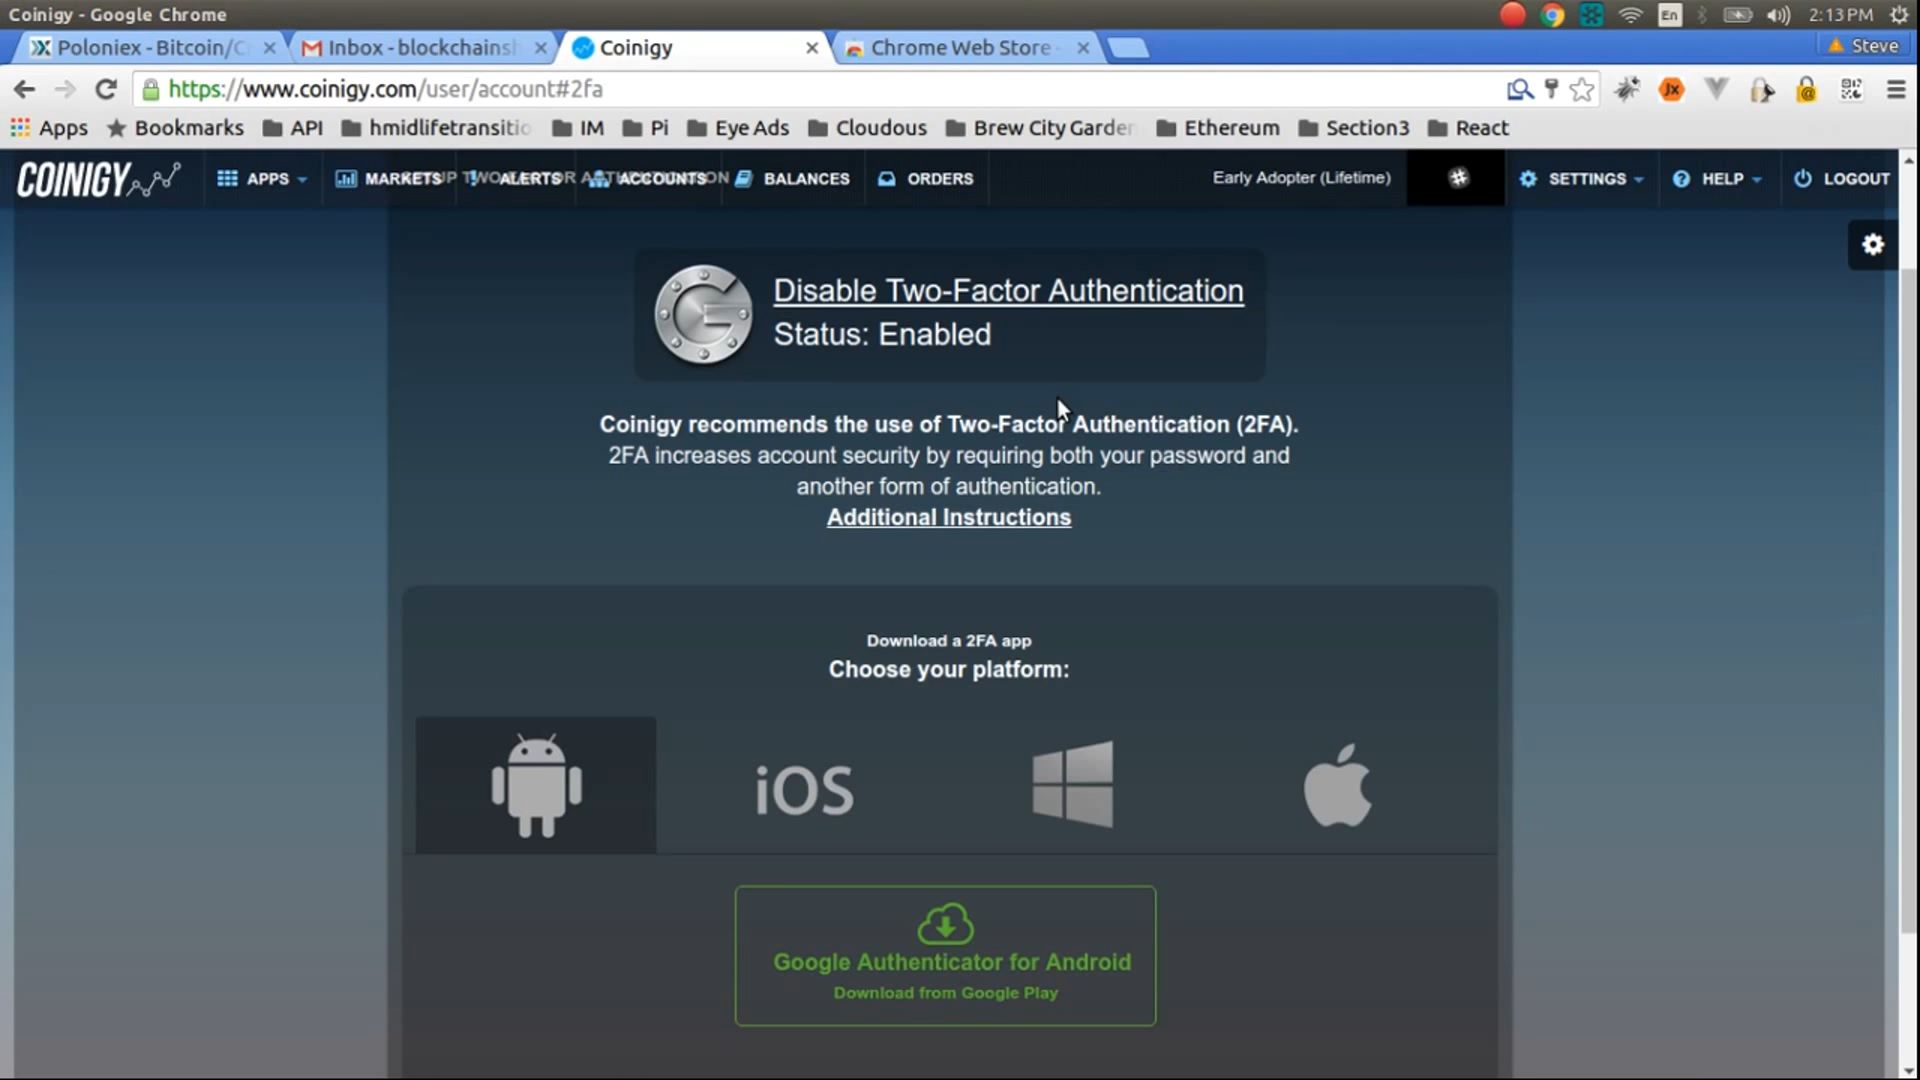 Coinigy - Google Chrome
En
2:13 PM
Poloniex - Bitcoin/C
Inbox - blockchainsh
Coinigy
Chrome Web Store -
Steve
https://www.coinigy.com/user/account#2fa
Jx
Apps
Bookmarks
API
hmidlifetransitio
IM
Pi
Eye Ads
Cloudous
Brew City Garden
Ethereum
Section3
React
COINIGY
APPS
MARKETS
ALERTS
ACCOUNTS
BALANCES
ORDERS
Early Adopter (Lifetime)
SETTINGS
HELP
LOGOUT
Disable Two-Factor Authentication
Status: Enabled
Coinigy recommends the use of Two-Factor Authentication (2FA).
2FA increases account security by requiring both your password and
another form of authentication.
Additional Instructions
Download a 2FA app
Choose your platform:
iOS
Google Authenticator for Android
Download from Google Play